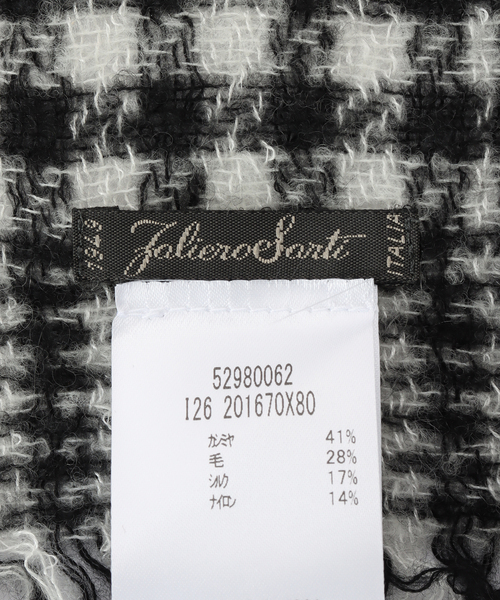 1949 Faliero Sarti ITALIA
52980062
I26 201670X80
カシミヤ 41%
毛 28%
シルク 17%
ナイロン 14%